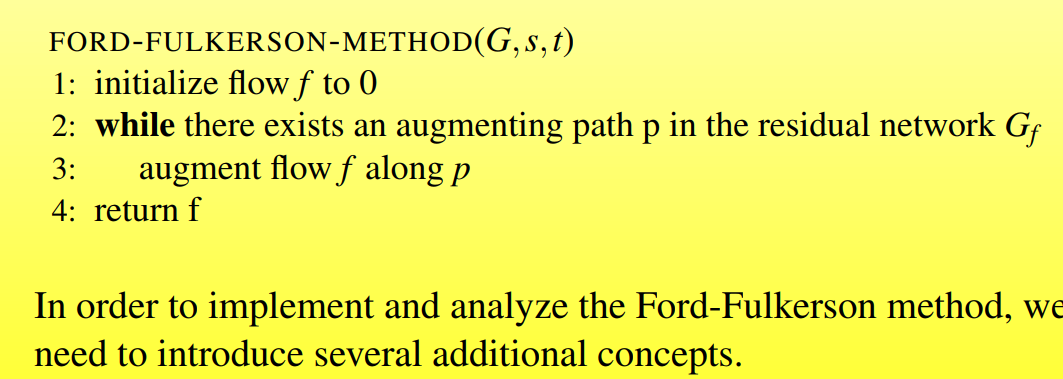 FORD-FULKERSON-METHOD(G,s,t)
1: initialize flow f to 0
2: while there exists an augmenting path p in the residual network Gf
3: augment flow f along p
4: return f
In order to implement and analyze the Ford-Fulkerson method, we
need to introduce several additional concepts.